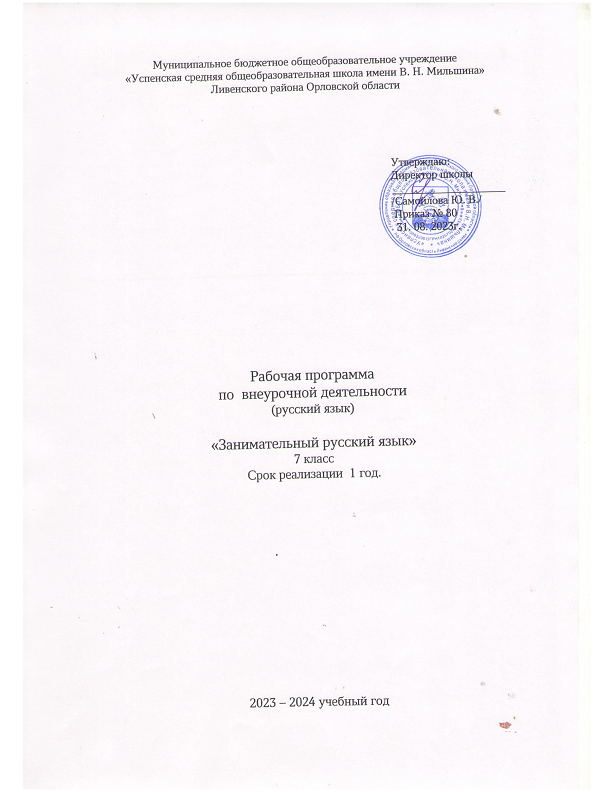 Муниципальное бюджетное общеобразовательное учреждение
«Успенская средняя общеобразовательная школа имени В. Н. Мильшина»
Ливенского района Орловской области
Утверждаю:
Директор школы
/Самойлова Ю. В./
Приказ № 80
31. 08. 2023г.
Рабочая программа
по внеурочной деятельности
(русский язык)
«Занимательный русский язык»
7 класс
Срок реализации 1 год.
2023 – 2024 учебный год